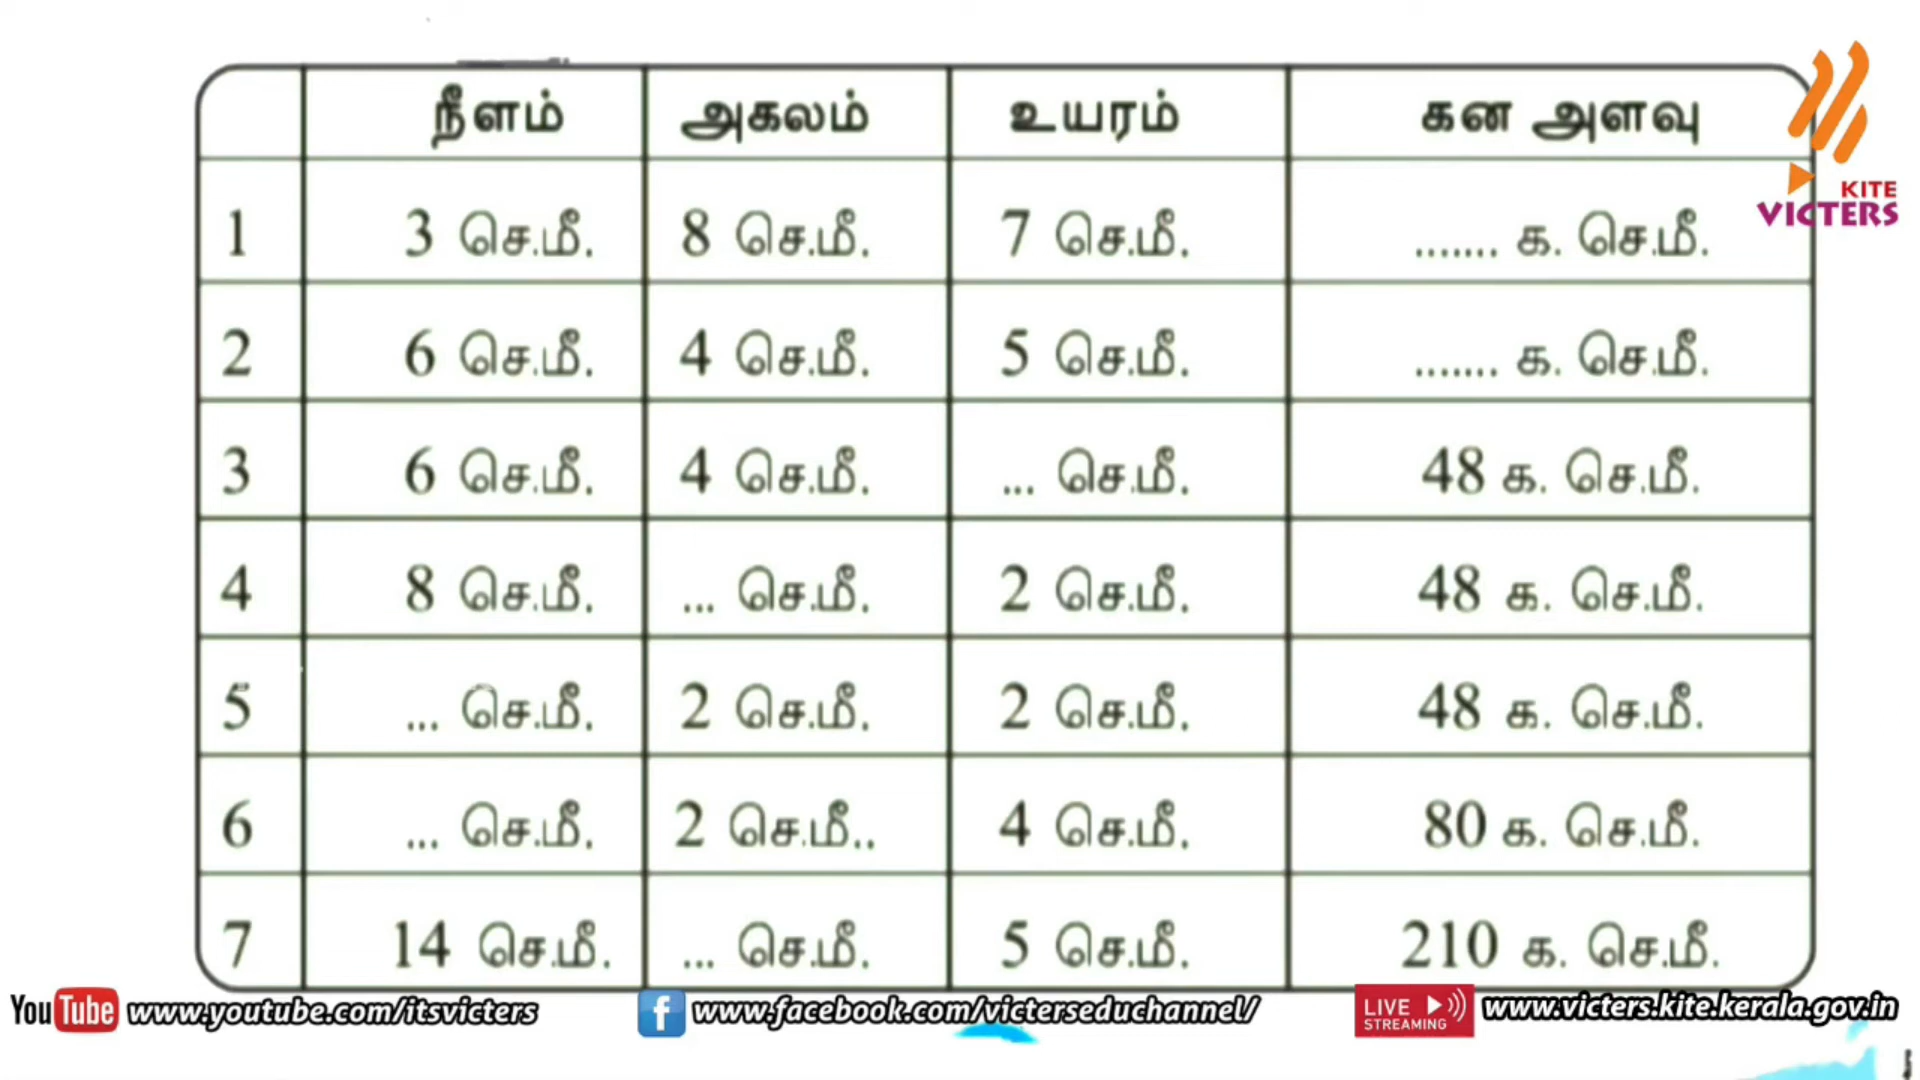 நீளம் அகலம் உயரம் கன அளவு
1 3 செ.மீ. 8 செ.மீ. 7 செ.மீ. ....... க. செ.மீ.
2 6 செ.மீ. 4 செ.மீ. 5 செ.மீ. ....... க. செ.மீ.
3 6 செ.மீ. 4 செ.மீ. ... செ.மீ. 48 க. செ.மீ.
4 8 செ.மீ. ... செ.மீ. 2 செ.மீ. 48 க. செ.மீ.
5 ... செ.மீ. 2 செ.மீ. 2 செ.மீ. 48 க. செ.மீ.
6 ... செ.மீ. 2 செ.மீ.. 4 செ.மீ. 80 க. செ.மீ.
7 14 செ.மீ. ... செ.மீ. 5 செ.மீ. 210 க. செ.மீ.
KITE
VICTERS
YouTube www.youtube.com/itsvicters
f www.facebook.com/victerseduchannel/
LIVE
STREAMING
www.victers.kite.kerala.gov.in